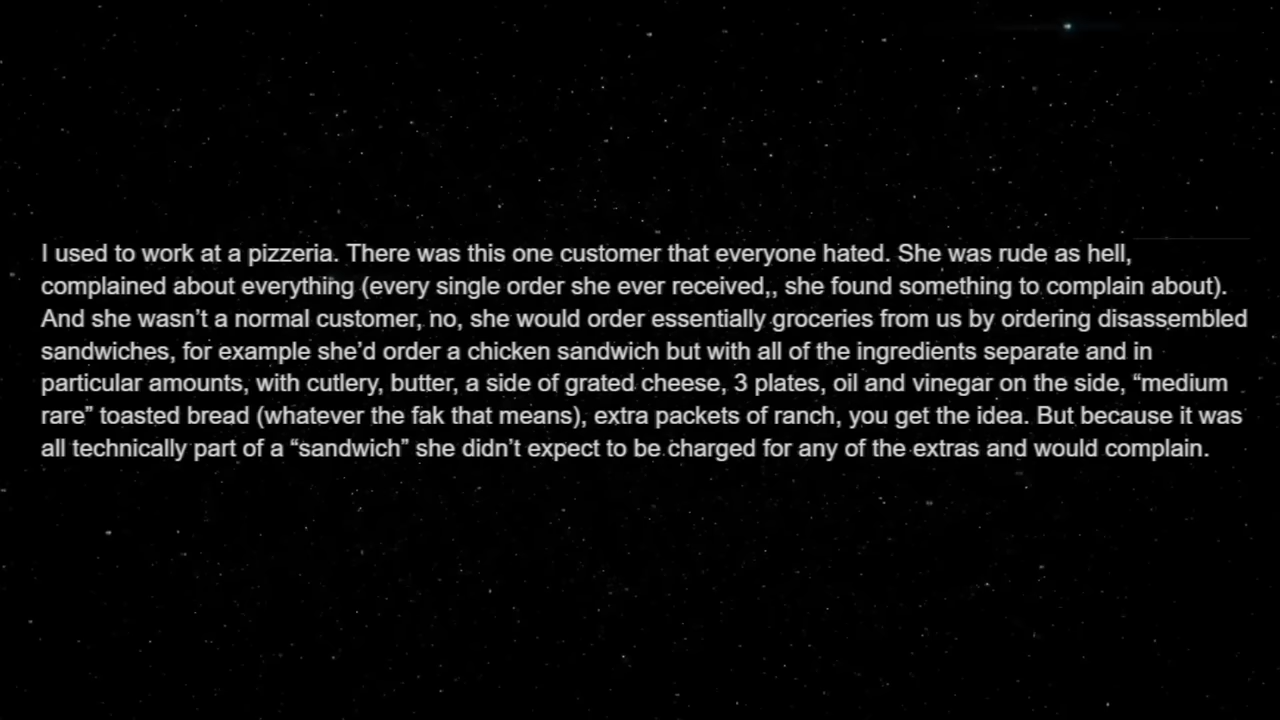 I used to work at a pizzeria. There was this one customer that everyone hated. She was rude as hell,
complained about everything (every single order she ever received,, she found something to complain about).
And she wasn’t a normal customer, no, she would order essentially groceries from us by ordering disassembled
sandwiches, for example she’d order a chicken sandwich but with all of the ingredients separate and in
particular amounts, with cutlery, butter, a side of grated cheese, 3 plates, oil and vinegar on the side, “medium
rare” toasted bread (whatever the fak that means), extra packets of ranch, you get the idea. But because it was
all technically part of a “sandwich” she didn’t expect to be charged for any of the extras and would complain.